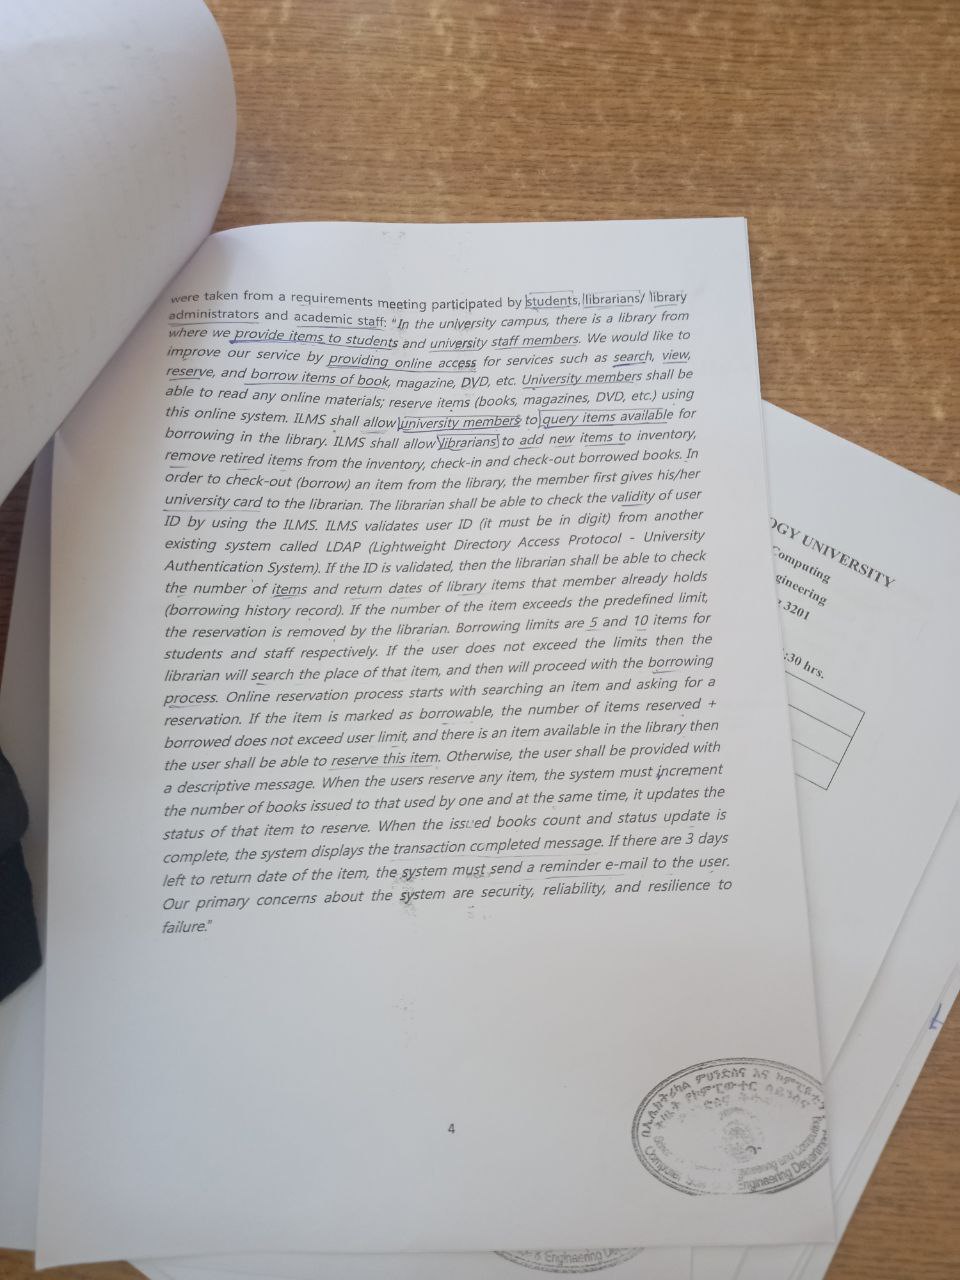 were taken from a requirements meeting participated by students, librarians/ library
administrators and academic staff: "In the university campus, there is a library from
where we provide items to students and university staff members. We would like to
improve our service by providing online access for services such as search, view,
reserve, and borrow items of book, magazine, DVD, etc. University members shall be
able to read any online materials; reserve items (books, magazines, DVD, etc.) using
this online system. ILMS shall allow university members to query items available for
borrowing in the library. ILMS shall allow librarians to add new items to inventory,
remove retired items from the inventory, check-in and check-out borrowed books. In
order to check-out (borrow) an item from the library, the member first gives his/her
university card to the librarian. The librarian shall be able to check the validity of user
ID by using the ILMS. ILMS validates user ID (it must be in digit) from another
existing system called LDAP (Lightweight Directory Access Protocol - University
Authentication System). If the ID is validated, then the librarian shall be able to check
the number of items and return dates of library items that member already holds
(borrowing history record). If the number of the item exceeds the predefined limit,
the reservation is removed by the librarian. Borrowing limits are 5 and 10 items for
students and staff respectively. If the user does not exceed the limits then the
librarian will search the place of that item, and then will proceed with the borrowing
process. Online reservation process starts with searching an item and asking for a
reservation. If the item is marked as borrowable, the number of items reserved +
borrowed does not exceed user limit, and there is an item available in the library then
the user shall be able to reserve this item. Otherwise, the user shall be provided with
a descriptive message. When the users reserve any item, the system must increment
the number of books issued to that used by one and at the same time, it updates the
status of that item to reserve. When the issued books count and status update is
complete, the system displays the transaction completed message. If there are 3 days
left to return date of the item, the system must send a reminder e-mail to the user.
Our primary concerns about the system are security, reliability, and resilience to
failure."
4
UNIVERSITY
Computing
3201
:30 hrs.
Computer
Engineering
& Engineering